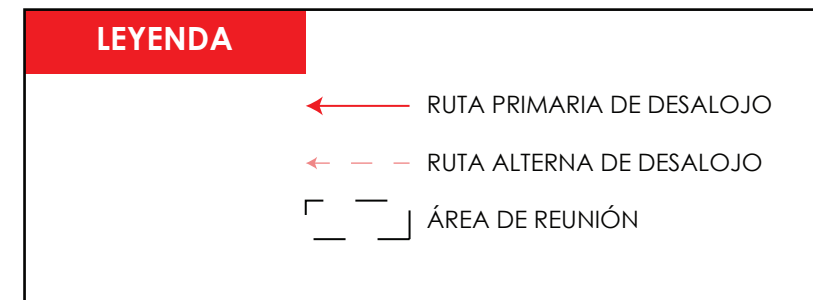 LEYENDA
RUTA PRIMARIA DE DESALOJO
RUTA ALTERNA DE DESALOJO
ÁREA DE REUNIÓN